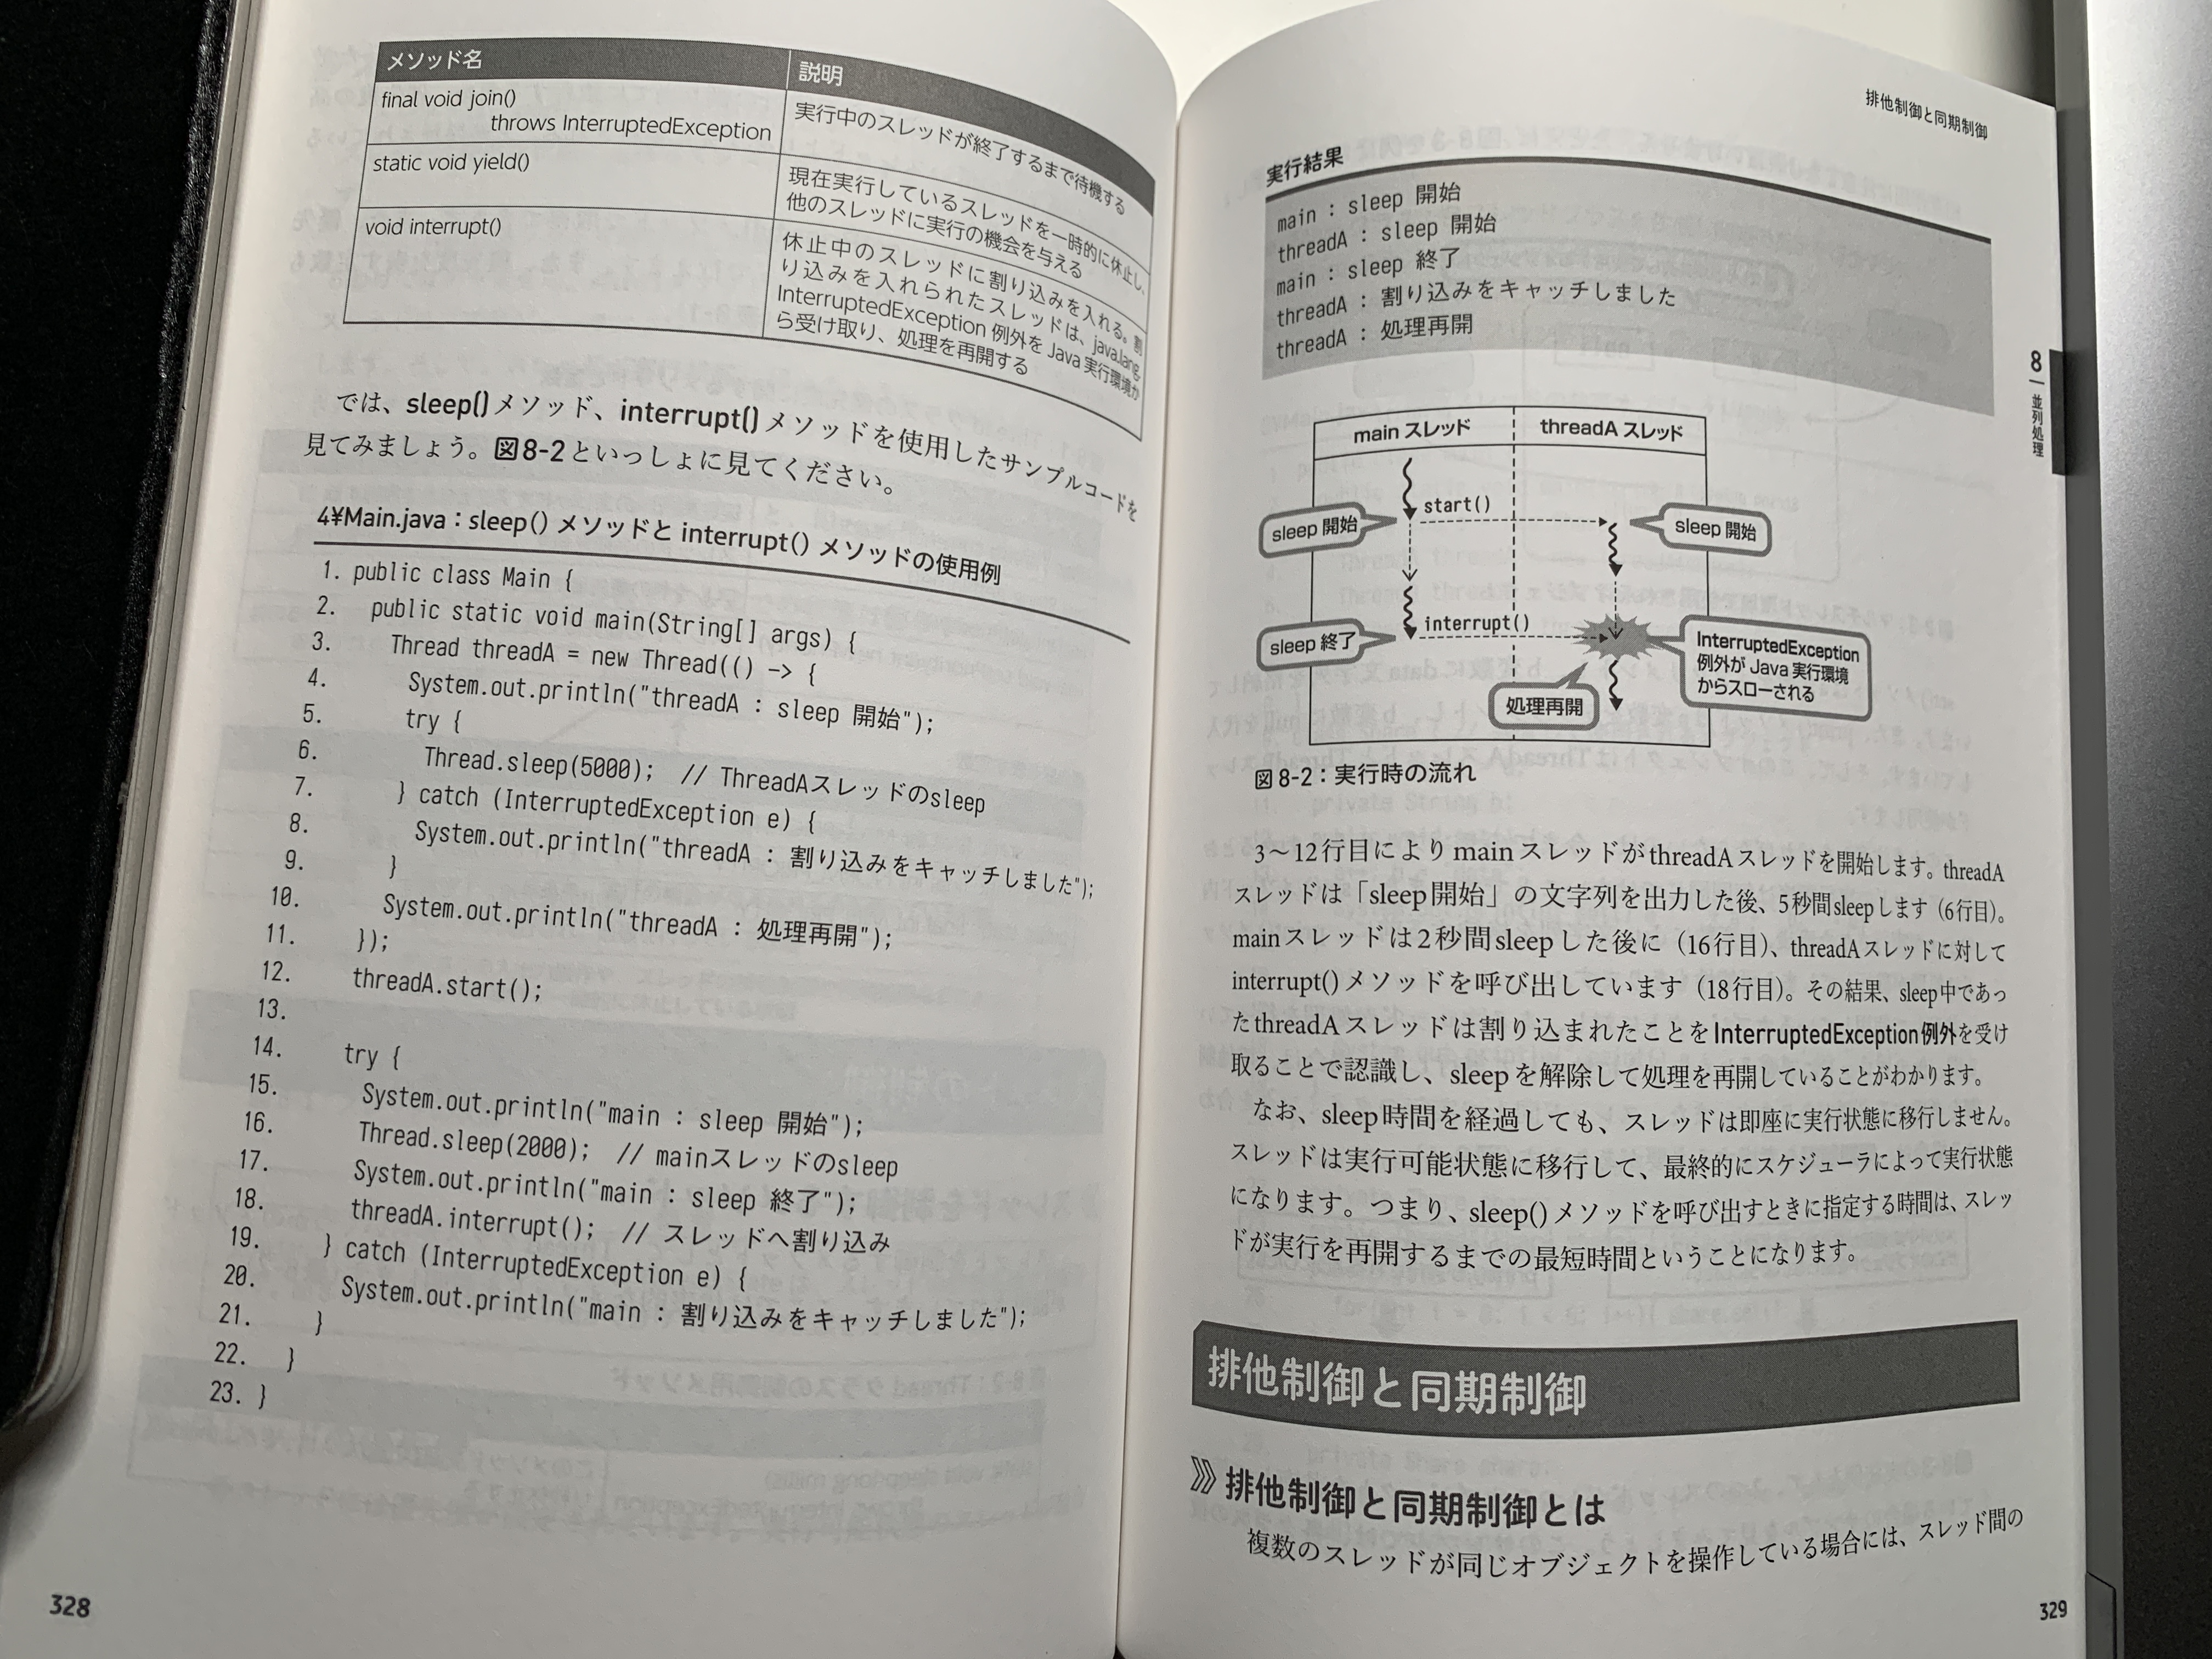 メソッド名 説明
final void join()
throws InterruptedException
実行中のスレッドが終了するまで待機する
static void yield()
現在実行しているスレッドを一時的に休止し、
他のスレッドに実行の機会を与える
void interrupt()
休止中のスレッドに割り込みを入れる。割
り込みを入れられたスレッドは、java.lang.
InterruptedException 例外を Java 実行環境か
ら受け取り、処理を再開する
では、sleep()メソッド、interrupt()メソッドを使用したサンプルコードを
見てみましょう。図8-2といっしょに見てください。
4¥Main.java：sleep() メソッドと interrupt() メソッドの使用例
1. public class Main {
2. public static void main(String[] args) {
3. Thread threadA = new Thread(() -> {
4. System.out.println("threadA : sleep 開始");
5. try {
6. Thread.sleep(5000); // ThreadAスレッドのsleep
7. } catch (InterruptedException e) {
8. System.out.println("threadA : 割り込みをキャッチしました");
9. }
10. System.out.println("threadA : 処理再開");
11. });
12. threadA.start();
13.
14. try {
15. System.out.println("main : sleep 開始");
16. Thread.sleep(2000); // mainスレッドのsleep
17. System.out.println("main : sleep 終了");
18. threadA.interrupt(); // スレッドへ割り込み
19. } catch (InterruptedException e) {
20. System.out.println("main : 割り込みをキャッチしました");
21. }
22. }
23. }
328
排他制御と同期制御
実行結果
main : sleep 開始
threadA : sleep 開始
main : sleep 終了
threadA : 割り込みをキャッチしました
threadA : 処理再開
8 並列処理
main スレッド threadA スレッド
start()
sleep 開始
sleep 開始
interrupt()
sleep 終了
InterruptedException
例外が Java 実行環境
からスローされる
処理再開
図 8-2：実行時の流れ
3～12行目によりmainスレッドがthreadAスレッドを開始します。threadA
スレッドは「sleep開始」の文字列を出力した後、5秒間sleepします（6行目）。
mainスレッドは2秒間sleepした後に（16行目）、threadAスレッドに対して
interrupt()メソッドを呼び出しています（18行目）。その結果、sleep中であっ
たthreadAスレッドは割り込まれたことをInterruptedException例外を受け
取ることで認識し、sleepを解除して処理を再開していることがわかります。
なお、sleep時間を経過しても、スレッドは即座に実行状態に移行しません。
スレッドは実行可能状態に移行して、最終的にスケジューラによって実行状態
になります。つまり、sleep()メソッドを呼び出すときに指定する時間は、スレッ
ドが実行を再開するまでの最短時間ということになります。
排他制御と同期制御
排他制御と同期制御とは
複数のスレッドが同じオブジェクトを操作している場合には、スレッド間の
329